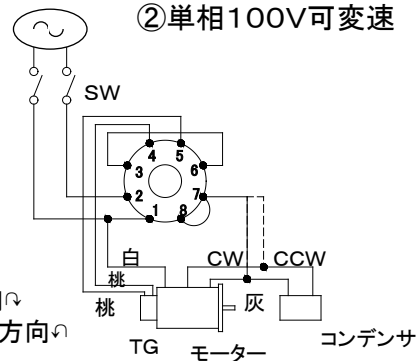 ②単相100V可変速
SW
4 5
3 6
2 7
1 8
白 CW CCW
桃
桃 灰
方向
TG モーター コンデンサ